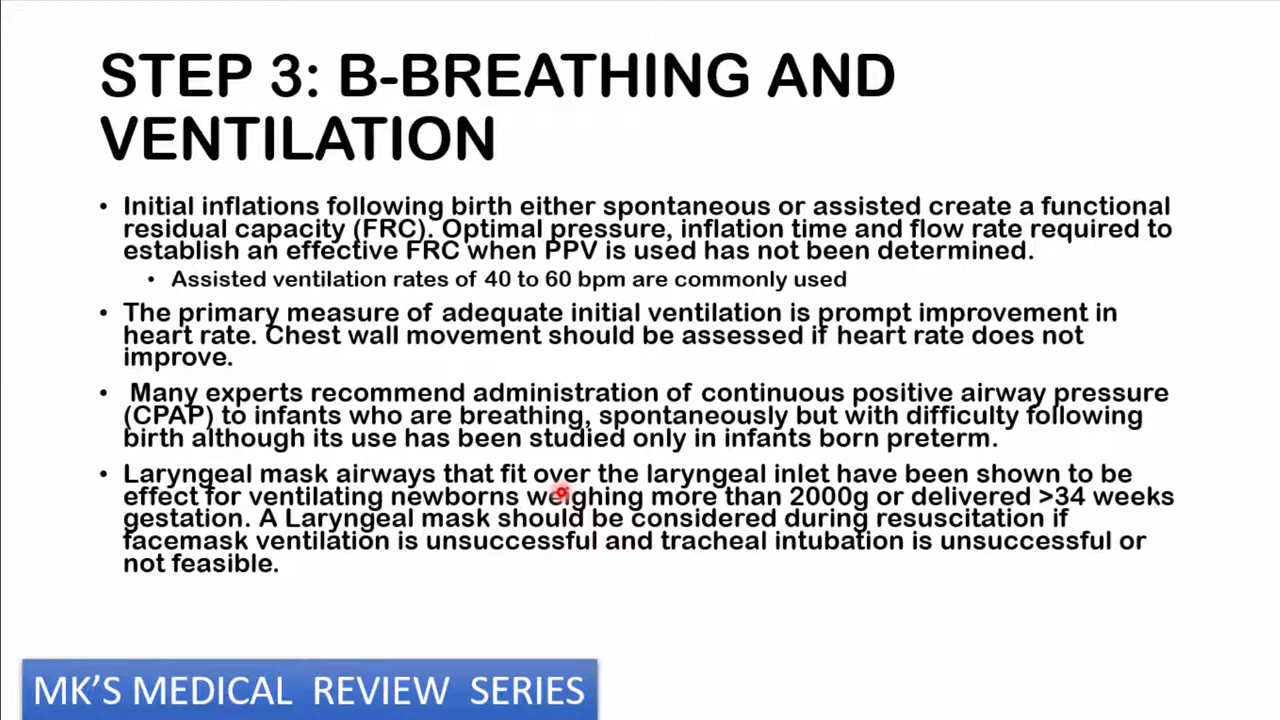 STEP 3: B-BREATHING AND
VENTILATION
• Initial inflations following birth either spontaneous or assisted create a functional
residual capacity (FRC). Optimal pressure, inflation time and flow rate required to
establish an effective FRC when PPV is used has not been determined.
• Assisted ventilation rates of 40 to 60 bpm are commonly used
• The primary measure of adequate initial ventilation is prompt improvement in
heart rate. Chest wall movement should be assessed if heart rate does not
improve.
• Many experts recommend administration of continuous positive airway pressure
(CPAP) to infants who are breathing, spontaneously but with difficulty following
birth although its use has been studied only in infants born preterm.
• Laryngeal mask airways that fit over the laryngeal inlet have been shown to be
effect for ventilating newborns weighing more than 2000g or delivered >34 weeks
gestation. A Laryngeal mask should be considered during resuscitation if
facemask ventilation is unsuccessful and tracheal intubation is unsuccessful or
not feasible.
MK'S MEDICAL REVIEW SERIES